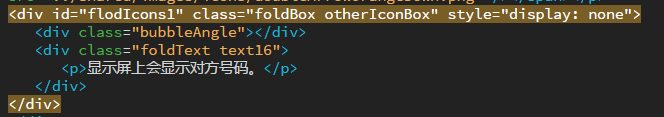 <div id="flodIcons1" class="foldBox otherIconBox" style="display: none">
<div class="bubbleAngle"></div>
<div class="foldText text16">
<p>显示屏上会显示对方号码。</p>
</div>
</div>